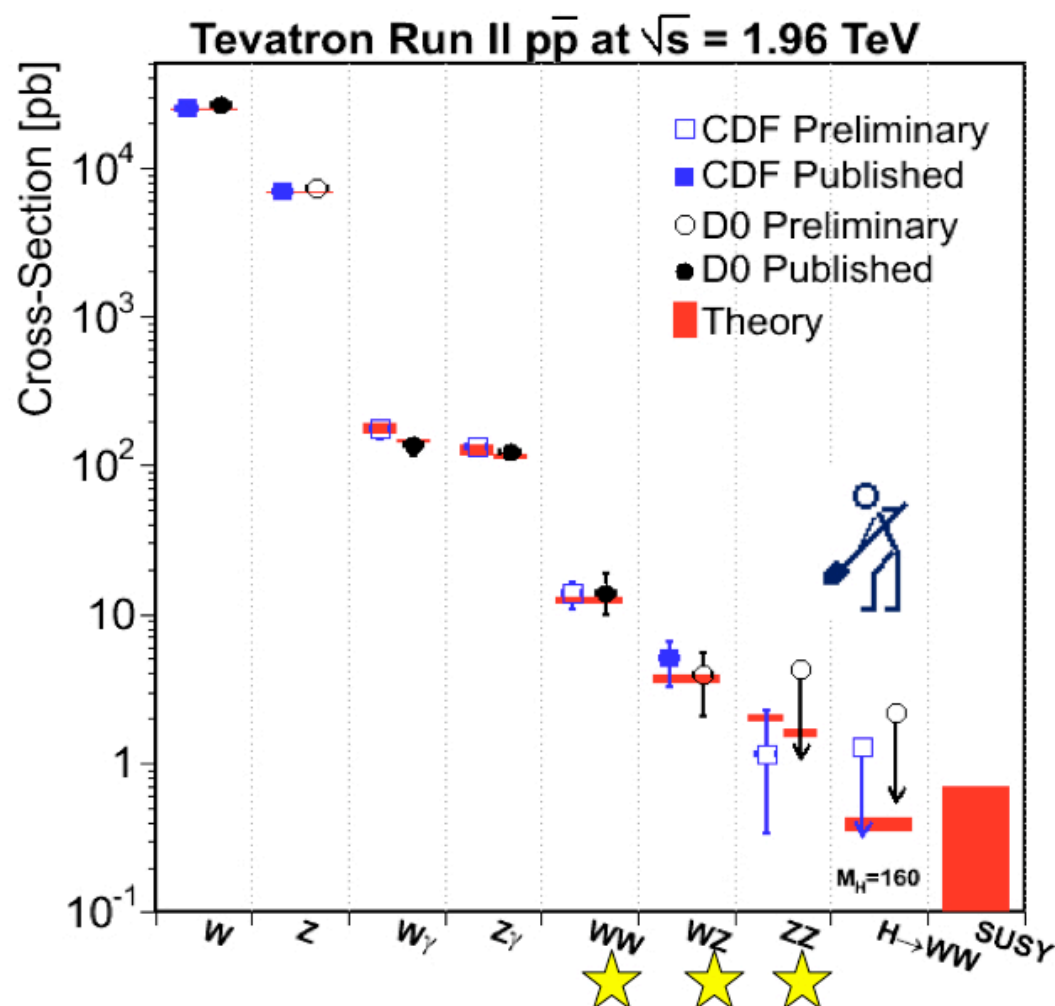 Tevatron Run II pp̅ at √s = 1.96 TeV
Cross-Section [pb]
CDF Preliminary
CDF Published
D0 Preliminary
D0 Published
Theory
10⁴
10³
10²
10
1
10⁻¹
M_H=160
W
Z
Wγ
Zγ
WW
WZ
ZZ
H→WW
SUSY